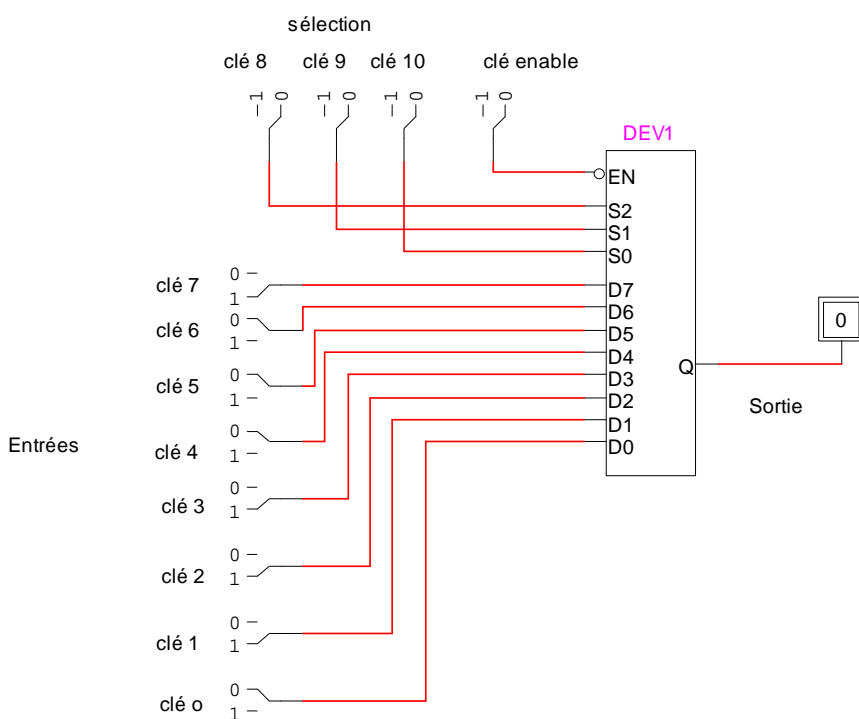 sélection
clé 8 clé 9 clé 10 clé enable
1 0 1 0 1 0 1 0
DEV1
EN
S2
S1
S0
clé 7 0 1 D7
clé 6 0 1 D6
D5
clé 5 0 1 D4
D3
D2
D1
D0
Q
0
Sortie
Entrées
clé 4 0 1
clé 3 0 1
clé 2 0 1
clé 1 0 1
clé o 0 1